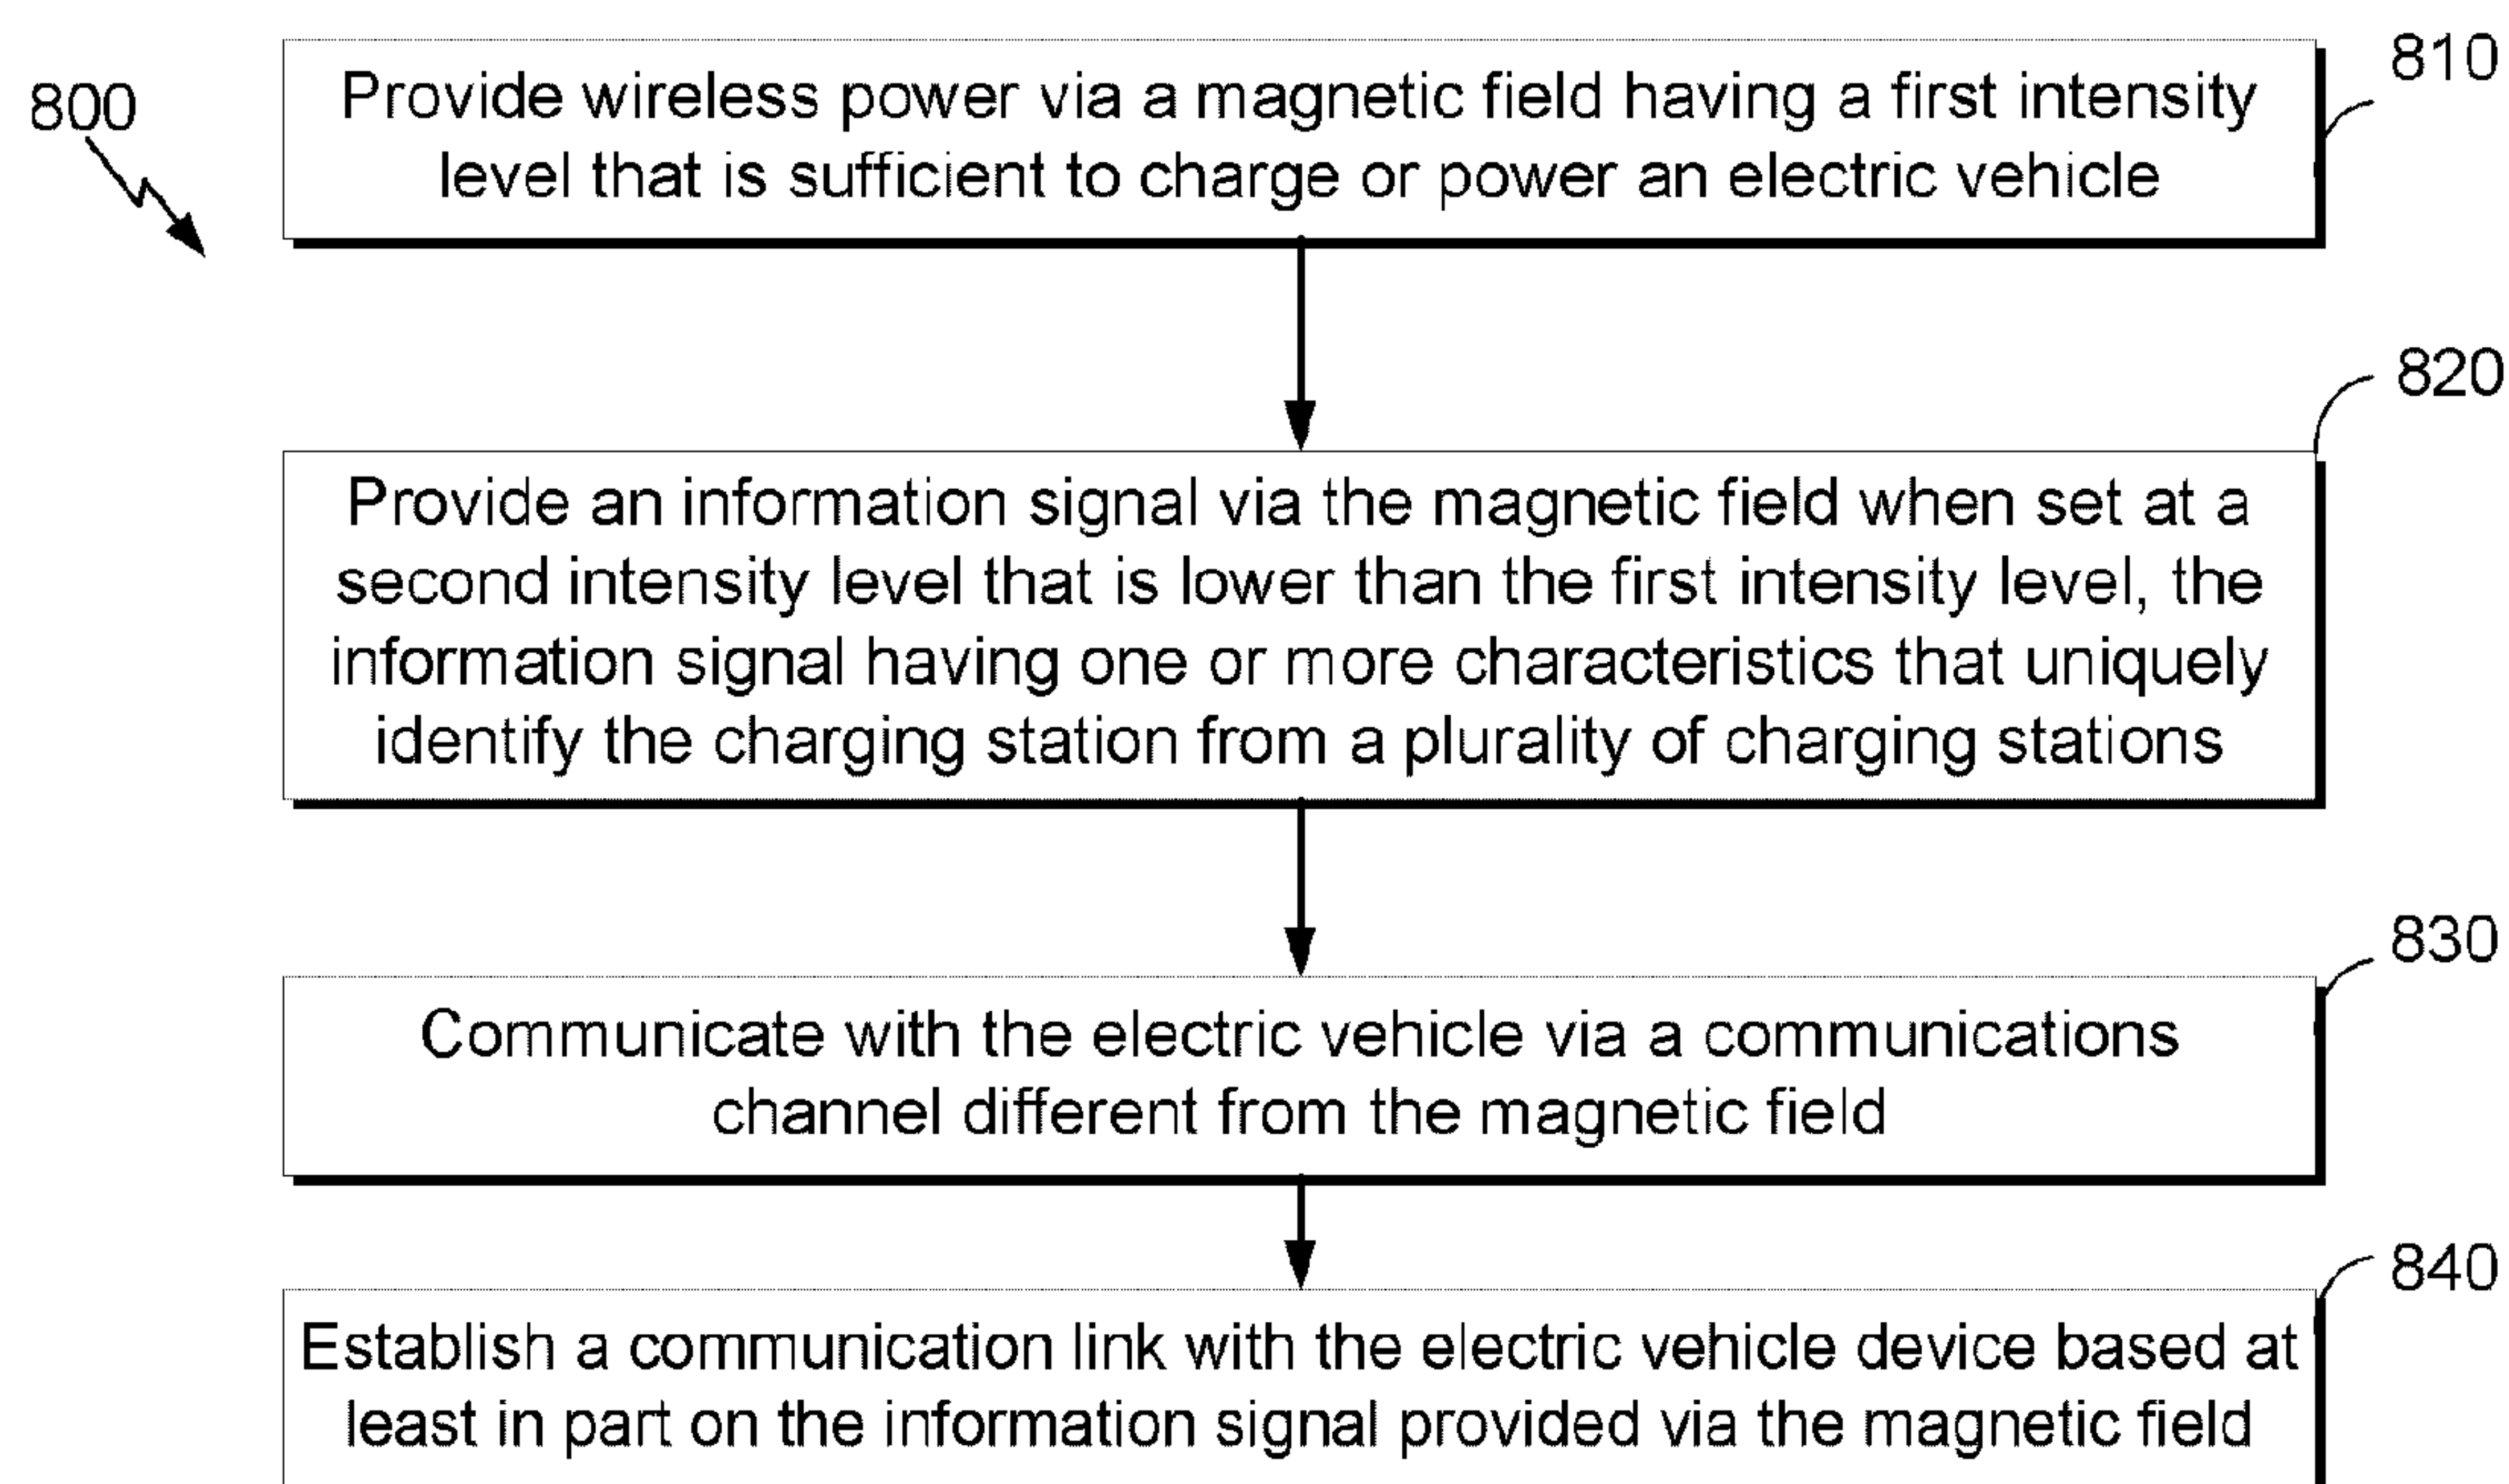 800
810
Provide wireless power via a magnetic field having a first intensity
level that is sufficient to charge or power an electric vehicle
820
Provide an information signal via the magnetic field when set at a
second intensity level that is lower than the first intensity level, the
information signal having one or more characteristics that uniquely
identify the charging station from a plurality of charging stations
830
Communicate with the electric vehicle via a communications
channel different from the magnetic field
840
Establish a communication link with the electric vehicle device based at
least in part on the information signal provided via the magnetic field